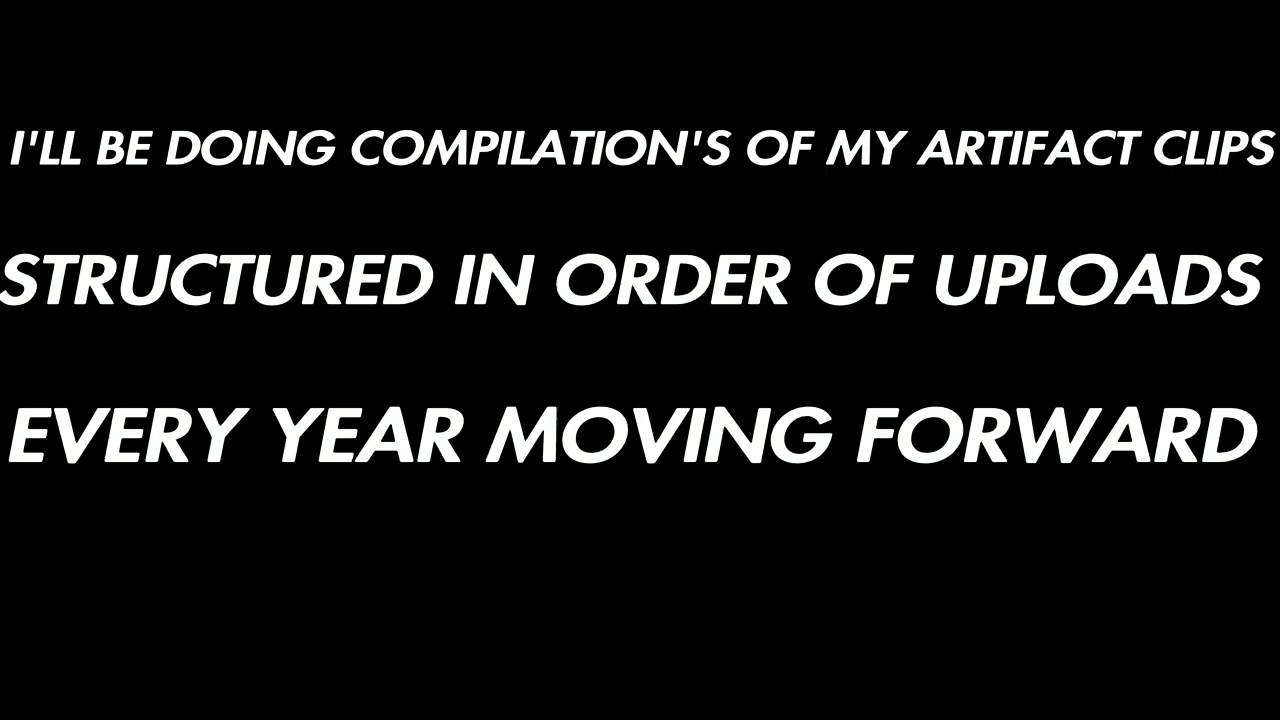 I'LL BE DOING COMPILATION'S OF MY ARTIFACT CLIPS
STRUCTURED IN ORDER OF UPLOADS
EVERY YEAR MOVING FORWARD